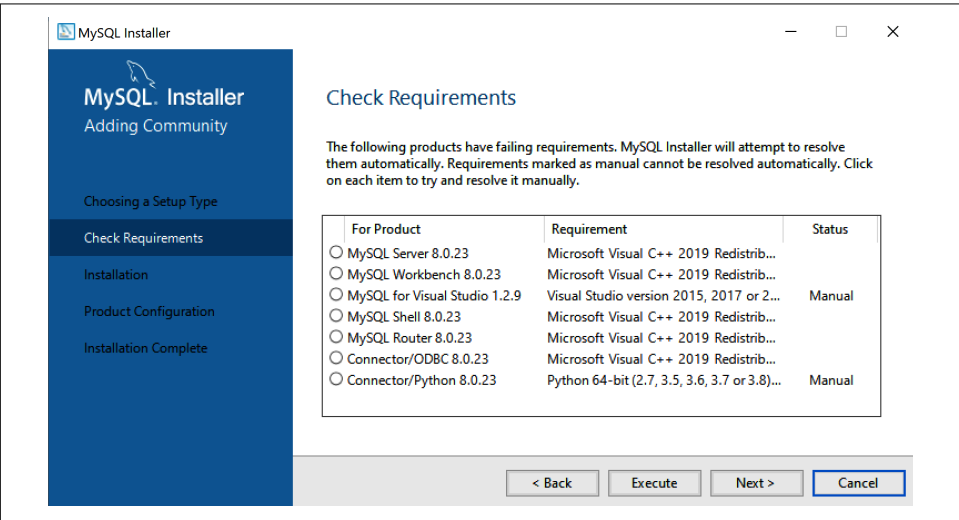 MySQL Installer
MySQL. Installer
Adding Community
Choosing a Setup Type
Check Requirements
Installation
Product Configuration
Installation Complete
Check Requirements
The following products have failing requirements. MySQL Installer will attempt to resolve
them automatically. Requirements marked as manual cannot be resolved automatically. Click
on each item to try and resolve it manually.
For Product Requirement Status
MySQL Server 8.0.23 Microsoft Visual C++ 2019 Redistrib...
MySQL Workbench 8.0.23 Microsoft Visual C++ 2019 Redistrib...
MySQL for Visual Studio 1.2.9 Visual Studio version 2015, 2017 or 2... Manual
MySQL Shell 8.0.23 Microsoft Visual C++ 2019 Redistrib...
MySQL Router 8.0.23 Microsoft Visual C++ 2019 Redistrib...
Connector/ODBC 8.0.23 Microsoft Visual C++ 2019 Redistrib...
Connector/Python 8.0.23 Python 64-bit (2.7, 3.5, 3.6, 3.7 or 3.8)... Manual
< Back Execute Next > Cancel